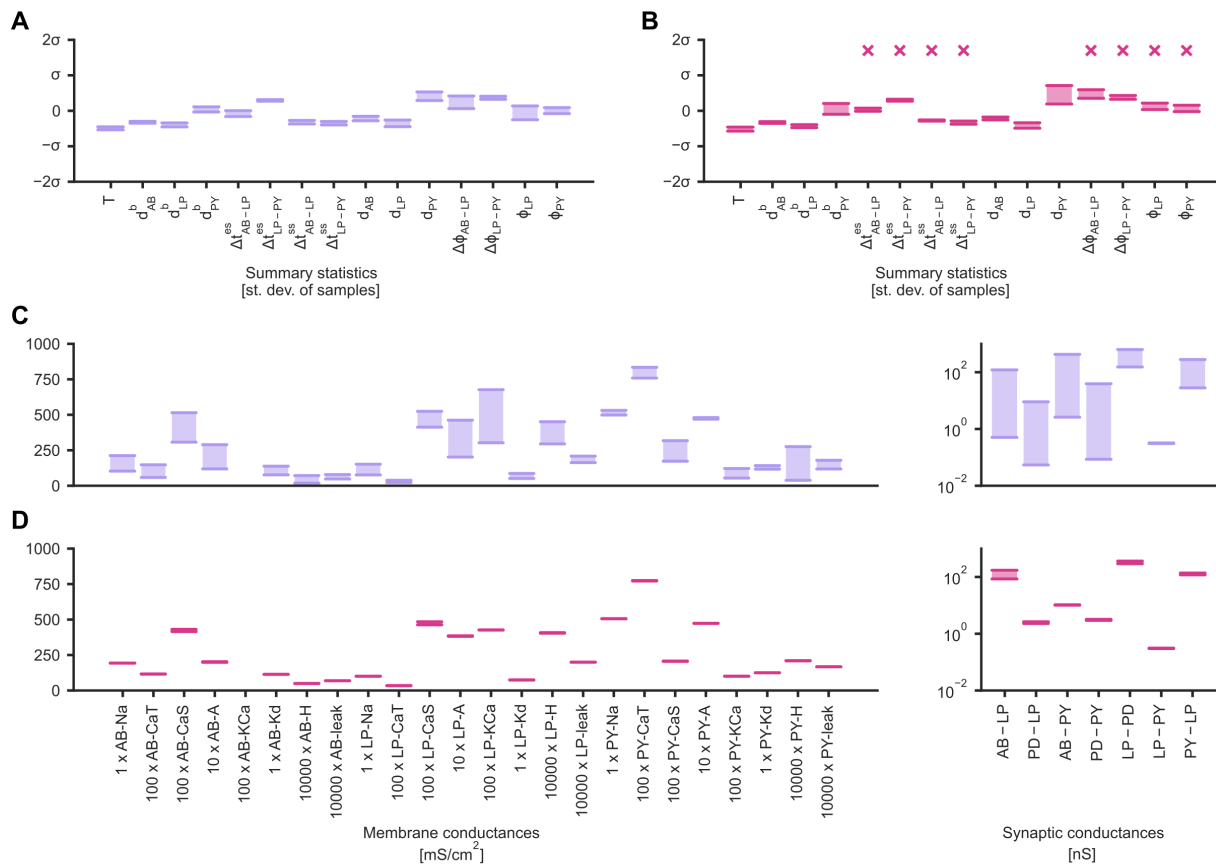 A
2σ
σ
0
−σ
−2σ
T
d^b_AB
d^b_LP
d^b_PY
Δt^es_AB − LP
Δt^es_LP − PY
Δt^ss_AB − LP
Δt^ss_LP − PY
d_AB
d_LP
d_PY
Δϕ_AB − LP
Δϕ_LP − PY
ϕ_LP
ϕ_PY
Summary statistics
[st. dev. of samples]
B
2σ
σ
0
−σ
−2σ
T
d^b_AB
d^b_LP
d^b_PY
Δt^es_AB − LP
Δt^es_LP − PY
Δt^ss_AB − LP
Δt^ss_LP − PY
d_AB
d_LP
d_PY
Δϕ_AB − LP
Δϕ_LP − PY
ϕ_LP
ϕ_PY
Summary statistics
[st. dev. of samples]
C
1000
750
500
250
0
10^2
10^0
10^−2
D
1000
750
500
250
0
1 x AB-Na
100 x AB-CaT
100 x AB-CaS
10 x AB-A
100 x AB-KCa
1 x AB-Kd
10000 x AB-H
10000 x AB-leak
1 x LP-Na
100 x LP-CaT
100 x LP-CaS
10 x LP-A
100 x LP-KCa
1 x LP-Kd
10000 x LP-H
10000 x LP-leak
1 x PY-Na
100 x PY-CaT
100 x PY-CaS
10 x PY-A
100 x PY-KCa
1 x PY-Kd
10000 x PY-H
10000 x PY-leak
Membrane conductances
[mS/cm^2]
10^2
10^0
10^−2
AB − LP
PD − LP
AB − PY
PD − PY
LP − PD
LP − PY
PY − LP
Synaptic conductances
[nS]